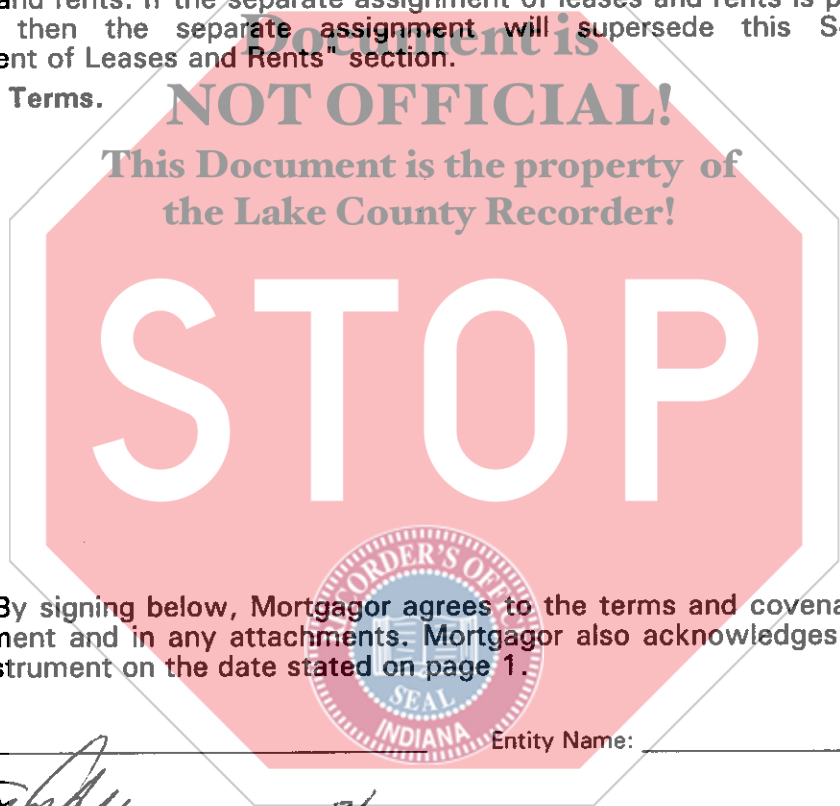 and rents. If the separate assignment of leases and rents is
then the separate assignment will supersede this
ent of Leases and Rents" section.
Document is
Terms.
NOT OFFICIAL!
This Document is the property of
the Lake County Recorder!
STOP
By signing below, Mortgagor agrees to the terms and
ment and in any attachments. Mortgagor also acknowledges
strument on the date stated on page 1.
RECORDER'S OFFICE
SEAL
INDIANA
Entity Name: